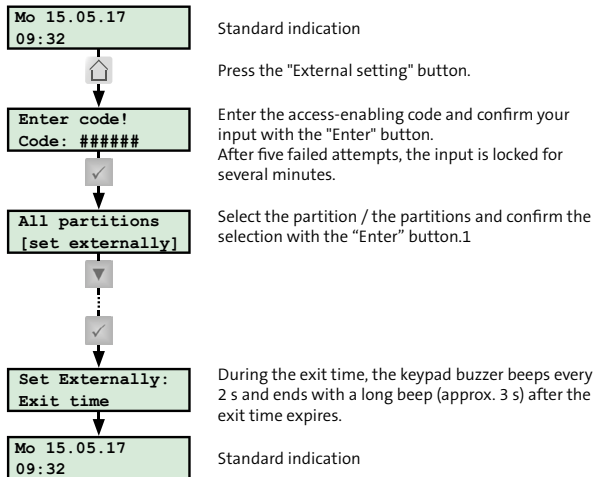 Mo 15.05.17
09:32
Standard indication
Press the "External setting" button.
Enter code!
Code: ######
Enter the access-enabling code and confirm your
input with the "Enter" button.
After five failed attempts, the input is locked for
several minutes.
All partitions
[set externally]
Select the partition / the partitions and confirm the
selection with the “Enter” button.1
Set Externally:
Exit time
During the exit time, the keypad buzzer beeps every
2 s and ends with a long beep (approx. 3 s) after the
exit time expires.
Mo 15.05.17
09:32
Standard indication